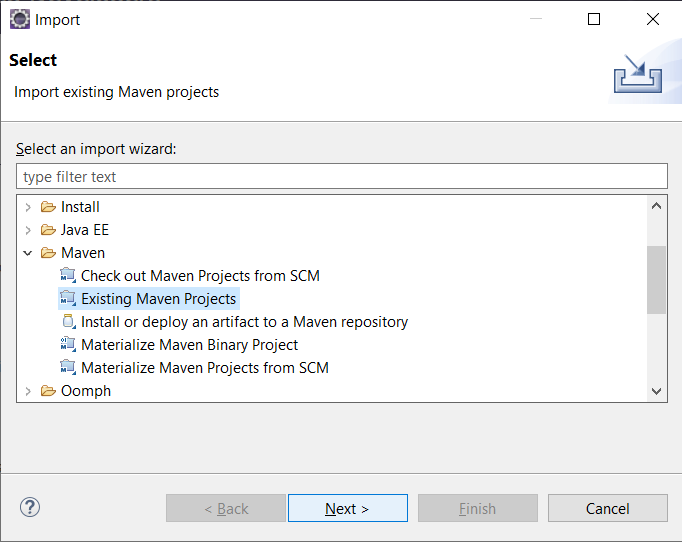 Import
Select
Import existing Maven projects
Select an import wizard:
type filter text
Install
Java EE
Maven
Check out Maven Projects from SCM
Existing Maven Projects
Install or deploy an artifact to a Maven repository
Materialize Maven Binary Project
Materialize Maven Projects from SCM
Oomph
? < Back Next > Finish Cancel